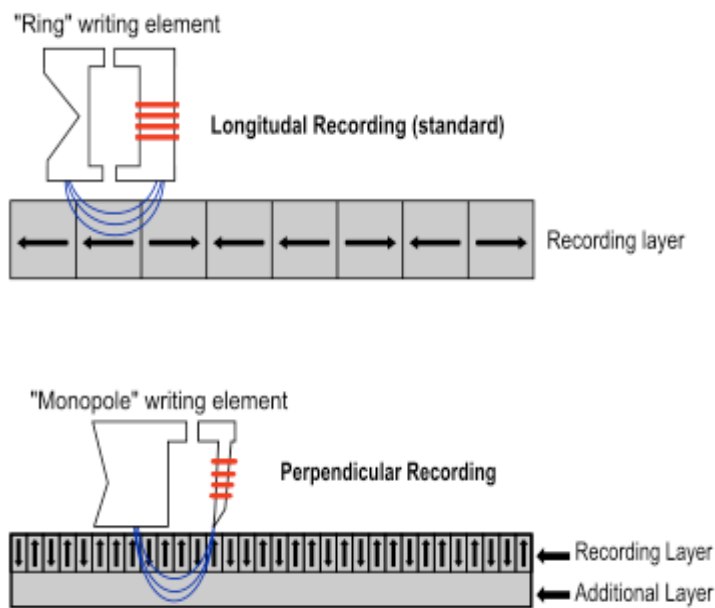 "Ring" writing element
Longitudal Recording (standard)
Recording layer
"Monopole" writing element
Perpendicular Recording
Recording Layer
Additional Layer